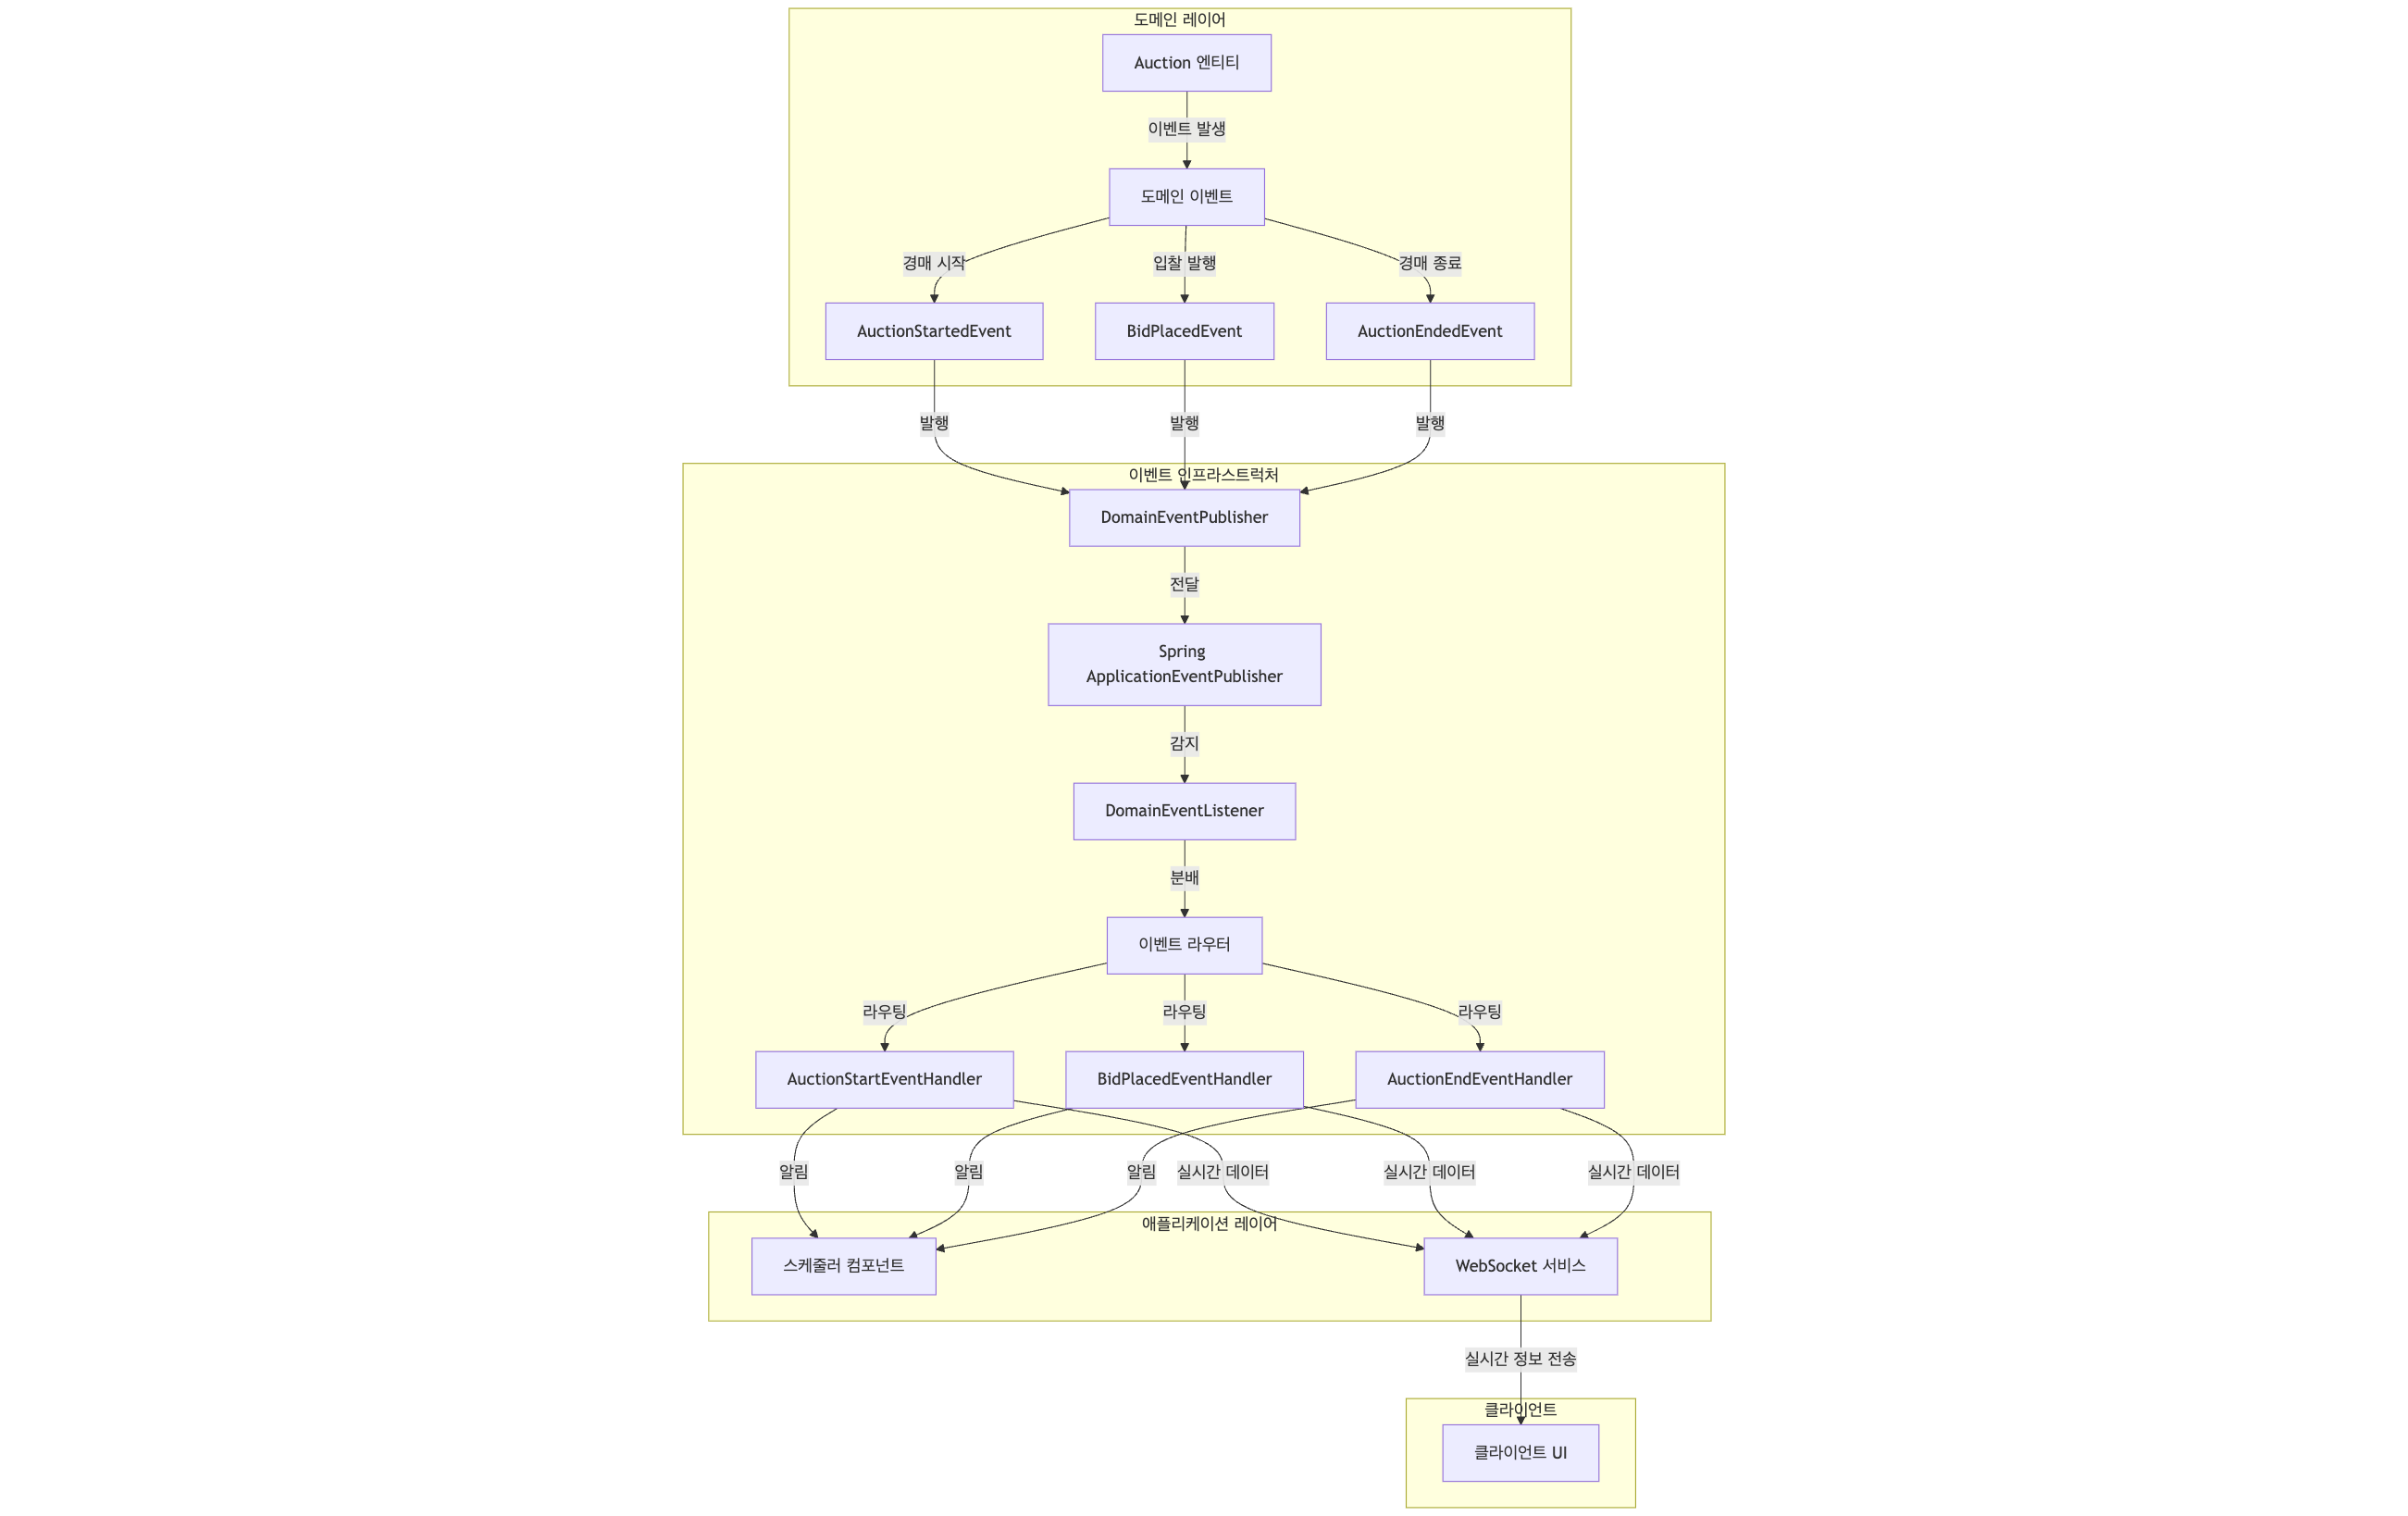 도메인 레이어
Auction 엔티티
이벤트 발생
도메인 이벤트
경매 시작
입찰 발행
경매 종료
AuctionStartedEvent
BidPlacedEvent
AuctionEndedEvent
발행
발행
발행
이벤트 인프라스트럭처
DomainEventPublisher
전달
Spring
ApplicationEventPublisher
감지
DomainEventListener
분배
이벤트 라우터
라우팅
라우팅
라우팅
AuctionStartEventHandler
BidPlacedEventHandler
AuctionEndEventHandler
알림
알림
알림
실시간 데이터
실시간 데이터
실시간 데이터
애플리케이션 레이어
스케줄러 컴포넌트
WebSocket 서비스
실시간 정보 전송
클라이언트
클라이언트 UI